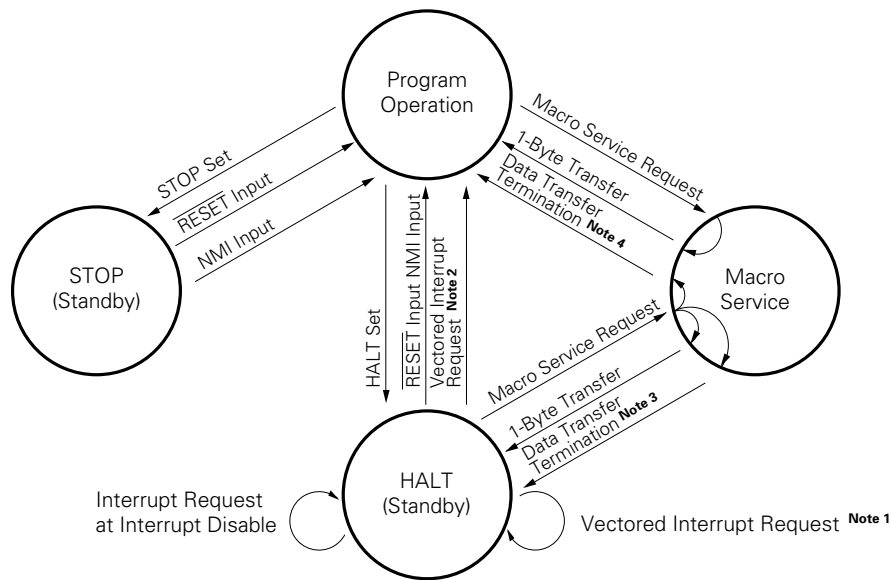 Program
Operation
Macro Service Request
1-Byte Transfer
Data Transfer
Termination Note 4
STOP Set
RESET Input
NMI Input
STOP
(Standby)
Macro
Service
HALT Set
RESET Input NMI Input
Vectored Interrupt
Request Note 2
Macro Service Request
1-Byte Transfer
Data Transfer
Termination Note 3
HALT
(Standby)
Interrupt Request
at Interrupt Disable
Vectored Interrupt Request Note 1